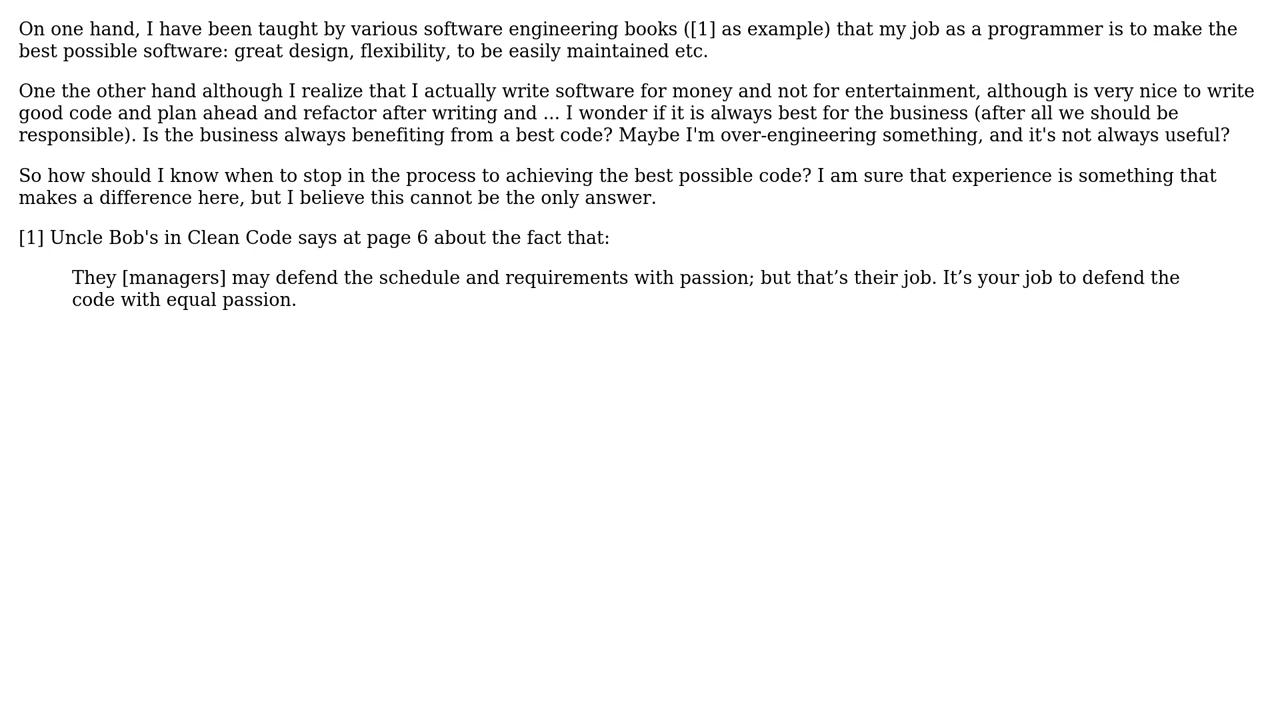 On one hand, I have been taught by various software engineering books ([1] as example) that my job as a programmer is to make the
best possible software: great design, flexibility, to be easily maintained etc.
One the other hand although I realize that I actually write software for money and not for entertainment, although is very nice to write
good code and plan ahead and refactor after writing and ... I wonder if it is always best for the business (after all we should be
responsible). Is the business always benefiting from a best code? Maybe I'm over-engineering something, and it's not always useful?
So how should I know when to stop in the process to achieving the best possible code? I am sure that experience is something that
makes a difference here, but I believe this cannot be the only answer.
[1] Uncle Bob's in Clean Code says at page 6 about the fact that:
They [managers] may defend the schedule and requirements with passion; but that’s their job. It’s your job to defend the
code with equal passion.